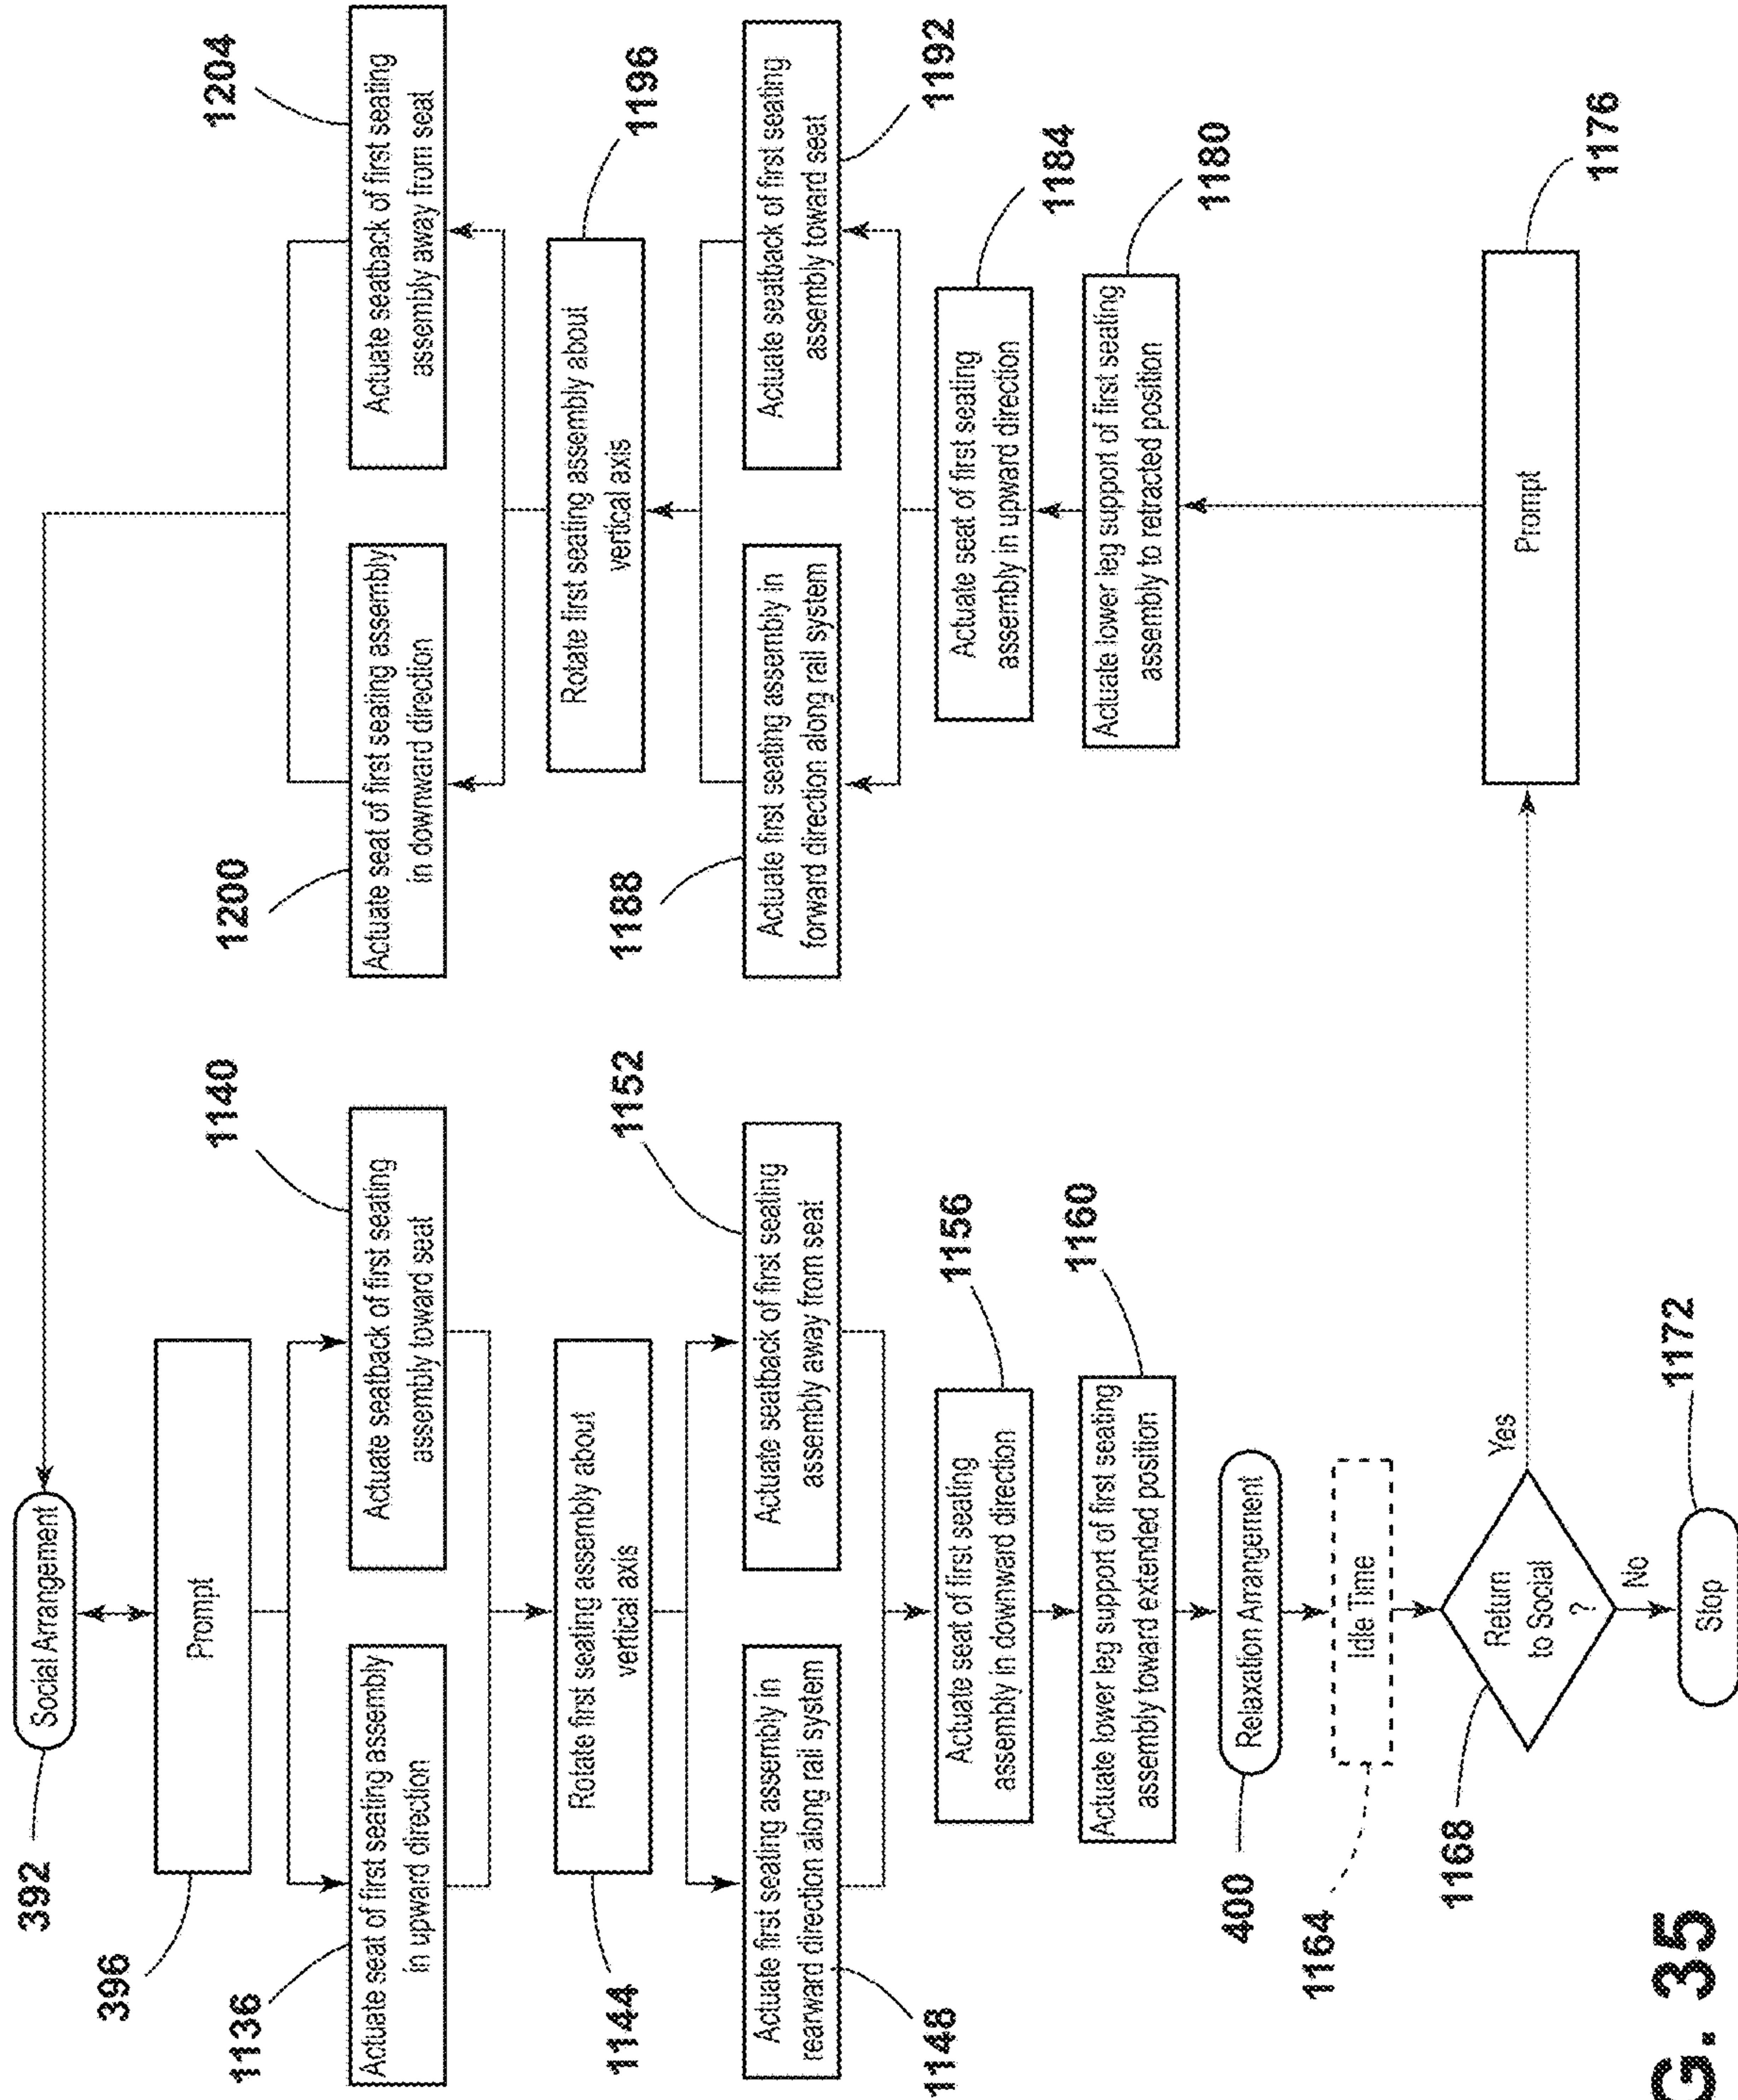 392
Social Arrangement
396
Prompt
1136
Actuate seat of first seating assembly
in upward direction
1140
Actuate seatback of first seating
assembly toward seat
1144
Rotate first seating assembly about
vertical axis
1148
Actuate first seating assembly in
rearward direction along rail system
1152
Actuate seatback of first seating
assembly away from seat
1156
Actuate seat of first seating
assembly in downward direction
1160
Actuate lower leg support of first seating
assembly toward extended position
400
Relaxation Arrangement
1164
Idle Time
1168
Return
to Social
?
Yes
No
1172
Stop
1176
Prompt
1180
Actuate lower leg support of first seating
assembly to retracted position
1184
Actuate seat of first seating
assembly in upward direction
1188
Actuate first seating assembly in
forward direction along rail system
1192
Actuate seatback of first seating
assembly toward seat
1196
Rotate first seating assembly about
vertical axis
1200
Actuate seat of first seating assembly
in downward direction
1204
Actuate seatback of first seating
assembly away from seat
G. 35